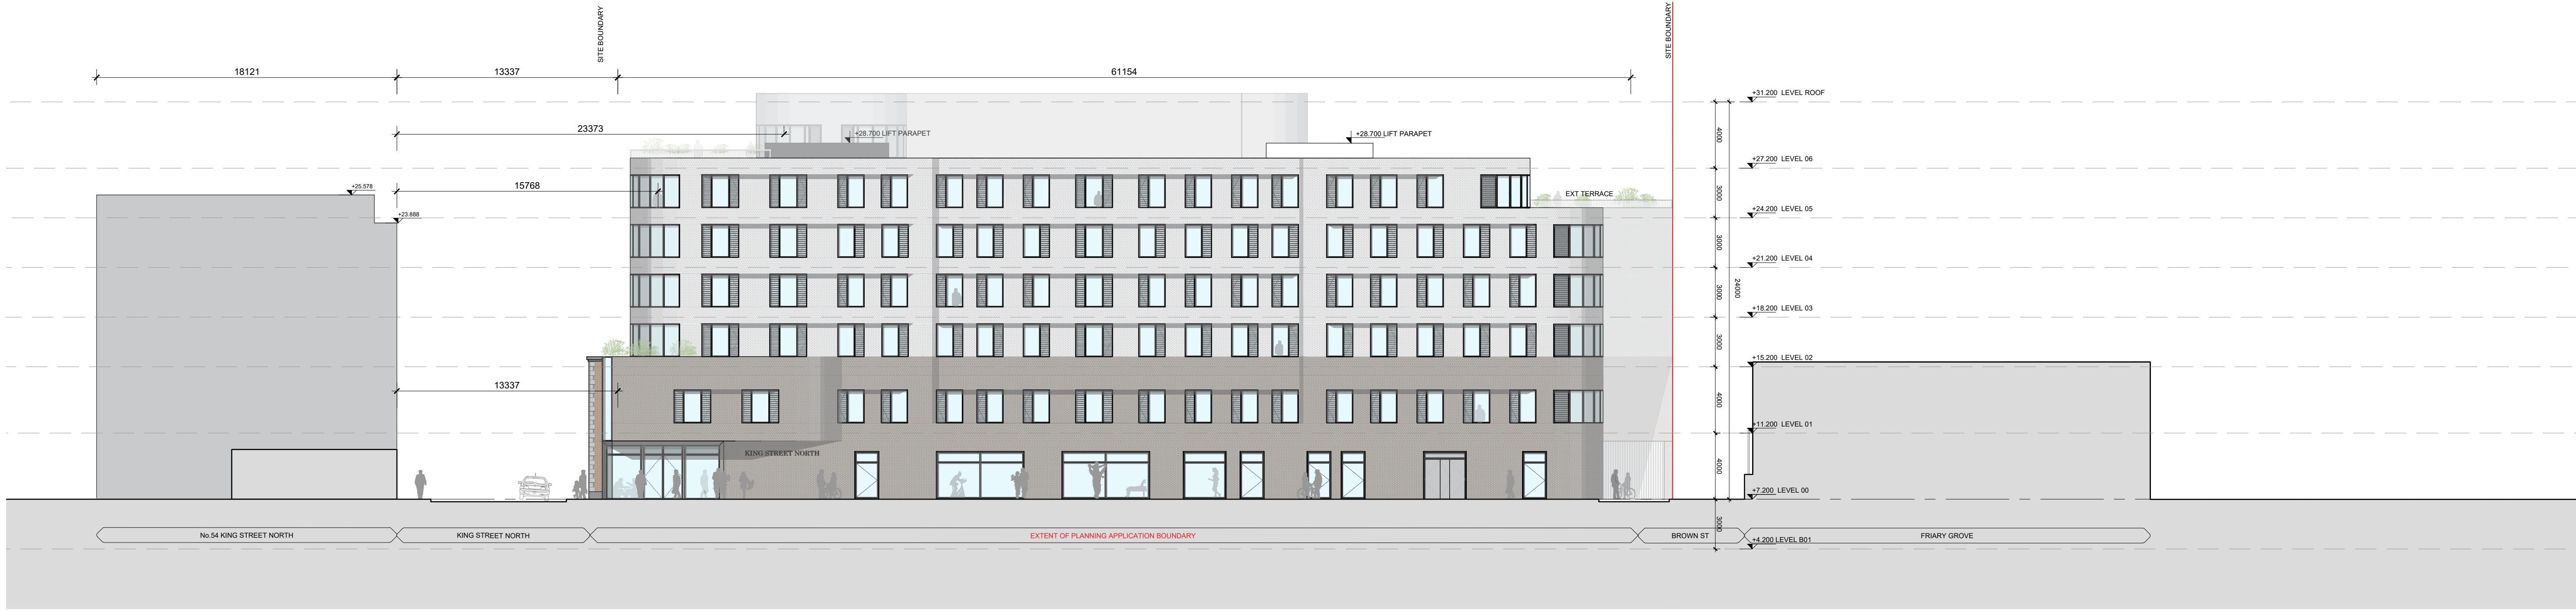 SITE BOUNDARY
SITE BOUNDARY
18121
13337
61154
+31.200 LEVEL ROOF
23373
+28.700 LIFT PARAPET
+28.700 LIFT PARAPET
4000
+27.200 LEVEL 06
+25.578
15768
3000
EXT TERRACE
+23.888
+24.200 LEVEL 05
3000
+21.200 LEVEL 04
3000
24000
+18.200 LEVEL 03
3000
+15.200 LEVEL 02
13337
4000
+11.200 LEVEL 01
KING STREET NORTH
4000
+7.200 LEVEL 00
3000
No.54 KING STREET NORTH
KING STREET NORTH
EXTENT OF PLANNING APPLICATION BOUNDARY
BROWN ST
FRIARY GROVE
+4.200 LEVEL B01